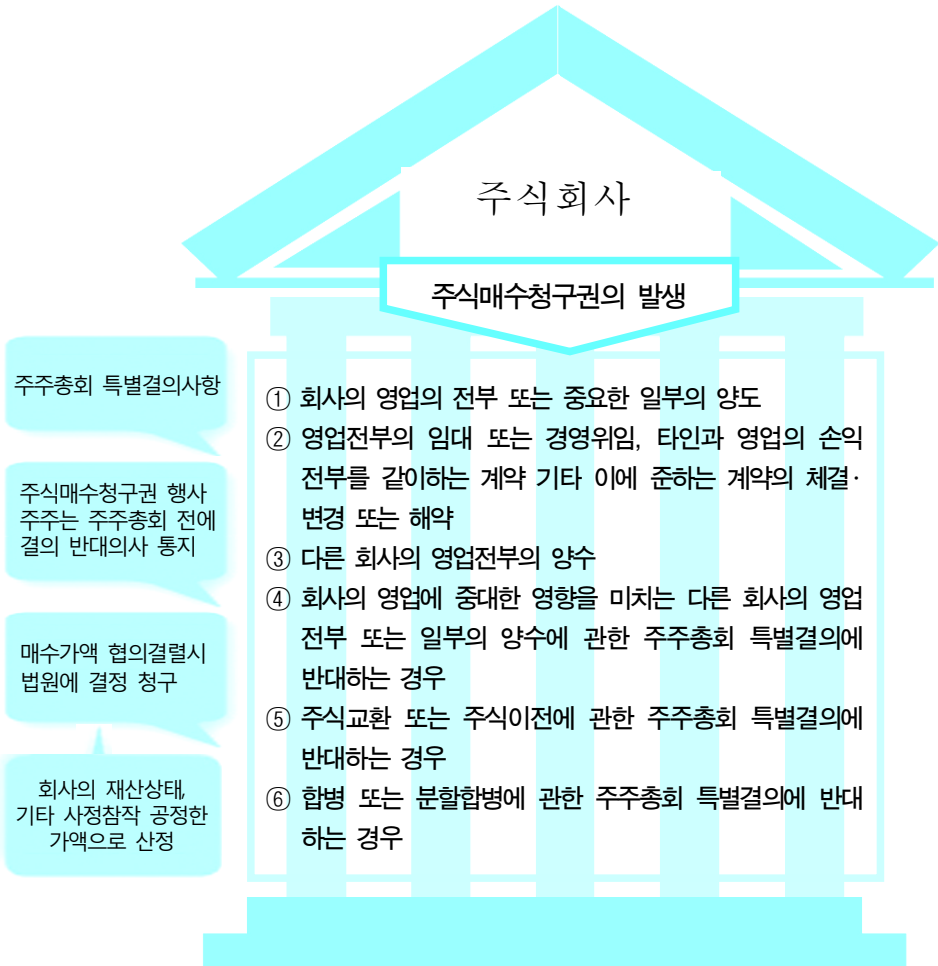 주식회사
주식매수청구권의 발생
주주총회 특별결의사항
주식매수청구권 행사
주주는 주주총회 전에
결의 반대의사 통지
매수가액 협의결렬시
법원에 결정 청구
회사의 재산상태,
기타 사정참작 공정한
가액으로 산정
① 회사의 영업의 전부 또는 중요한 일부의 양도
② 영업전부의 임대 또는 경영위임, 타인과 영업의 손익
전부를 같이하는 계약 기타 이에 준하는 계약의 체결·
변경 또는 해약
③ 다른 회사의 영업전부의 양수
④ 회사의 영업에 중대한 영향을 미치는 다른 회사의 영업
전부 또는 일부의 양수에 관한 주주총회 특별결의에
반대하는 경우
⑤ 주식교환 또는 주식이전에 관한 주주총회 특별결의에
반대하는 경우
⑥ 합병 또는 분할합병에 관한 주주총회 특별결의에 반대
하는 경우